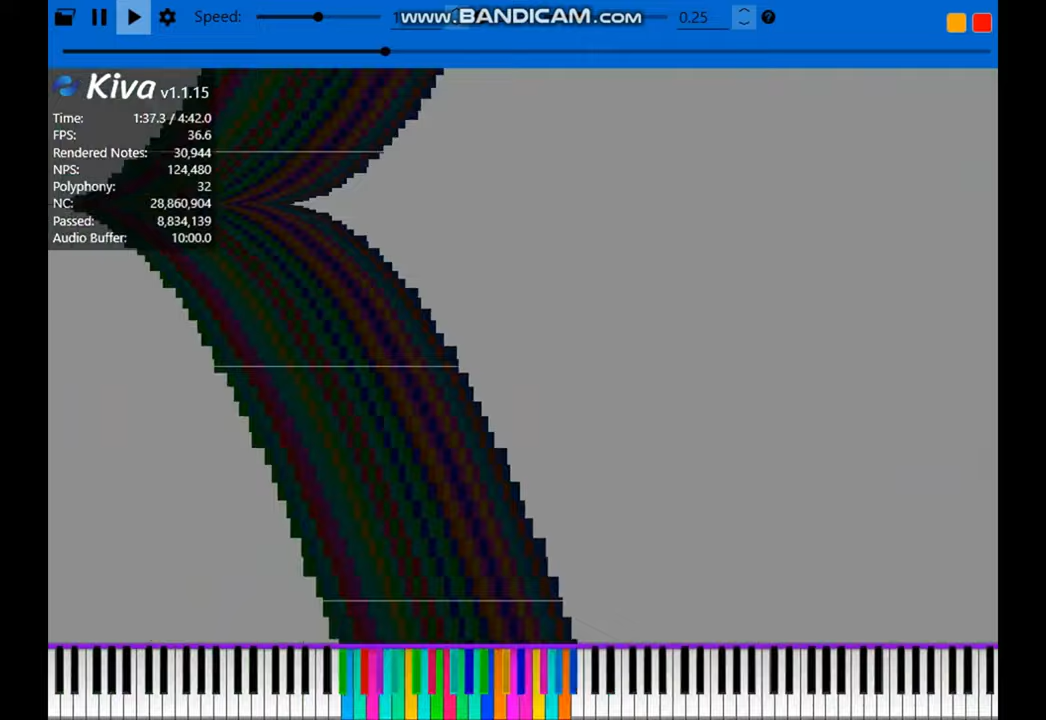 Speed:
www.BANDICAM.com
0.25
Kiva v1.1.15
Time: 1:37.3 / 4:42.0
FPS: 36.6
Rendered Notes: 30,944
NPS: 124,480
Polyphony: 32
NC: 28,860,904
Passed: 8,834,139
Audio Buffer: 10:00.0